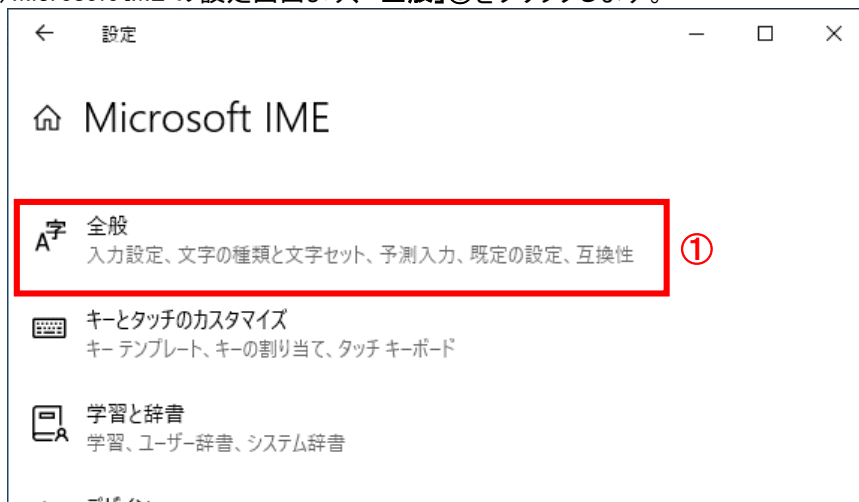 設定
Microsoft IME
全般
入力設定、文字の種類と文字セット、予測入力、既定の設定、互換性
①
キーとタッチのカスタマイズ
キー テンプレート、キーの割り当て、タッチ キーボード
学習と辞書
学習、ユーザー辞書、システム辞書